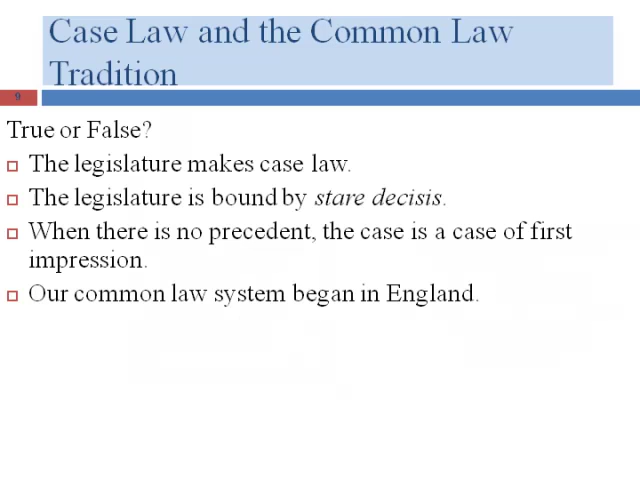 Case Law and the Common Law
Tradition
9
True or False?
The legislature makes case law.
The legislature is bound by stare decisis.
When there is no precedent, the case is a case of first
impression.
Our common law system began in England.